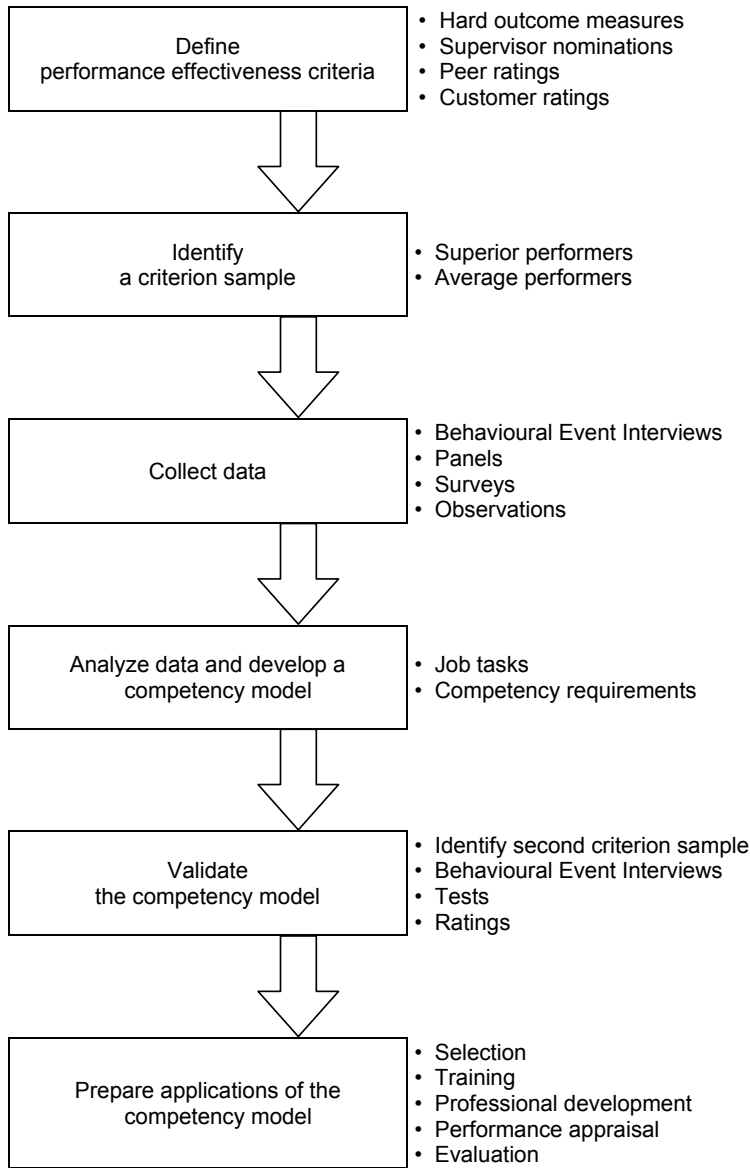 Define
performance effectiveness criteria
• Hard outcome measures
• Supervisor nominations
• Peer ratings
• Customer ratings
Identify
a criterion sample
• Superior performers
• Average performers
Collect data
• Behavioural Event Interviews
• Panels
• Surveys
• Observations
Analyze data and develop a
competency model
• Job tasks
• Competency requirements
Validate
the competency model
• Identify second criterion sample
• Behavioural Event Interviews
• Tests
• Ratings
Prepare applications of the
competency model
• Selection
• Training
• Professional development
• Performance appraisal
• Evaluation